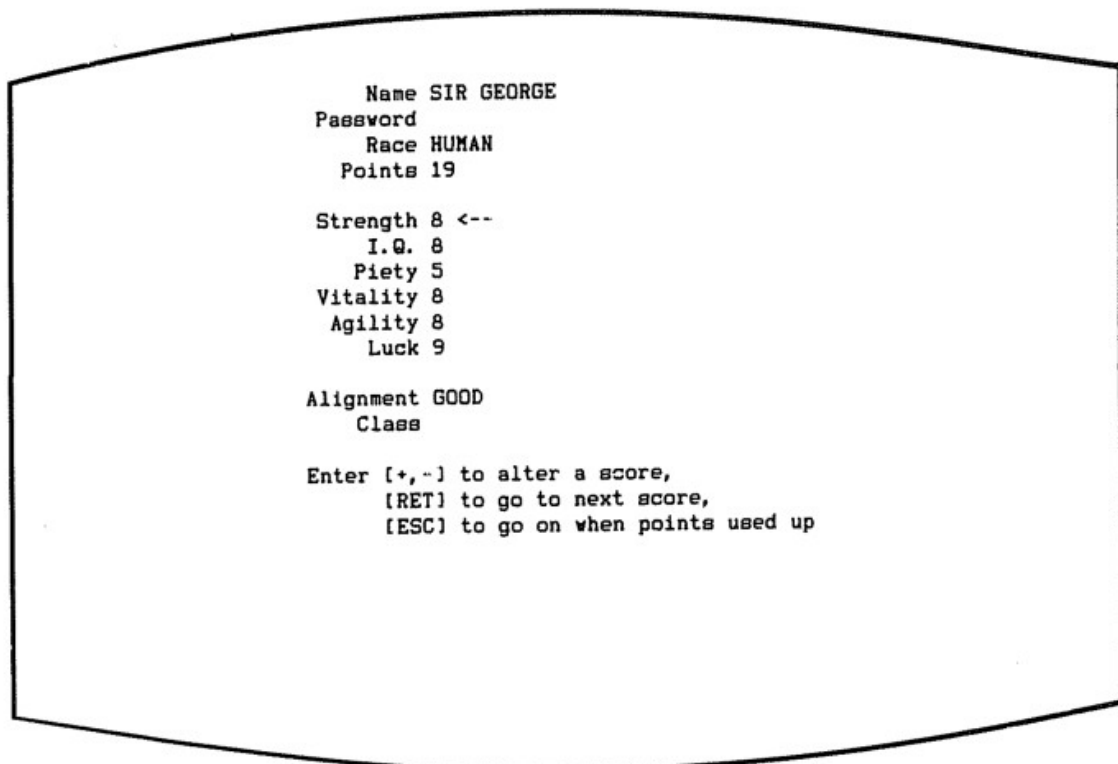 Name SIR GEORGE
Password
Race HUMAN
Points 19
Strength 8 <--
I.Q. 8
Piety 5
Vitality 8
Agility 8
Luck 9
Alignment GOOD
Class
Enter [+,-] to alter a score,
[RET] to go to next score,
[ESC] to go on when points used up